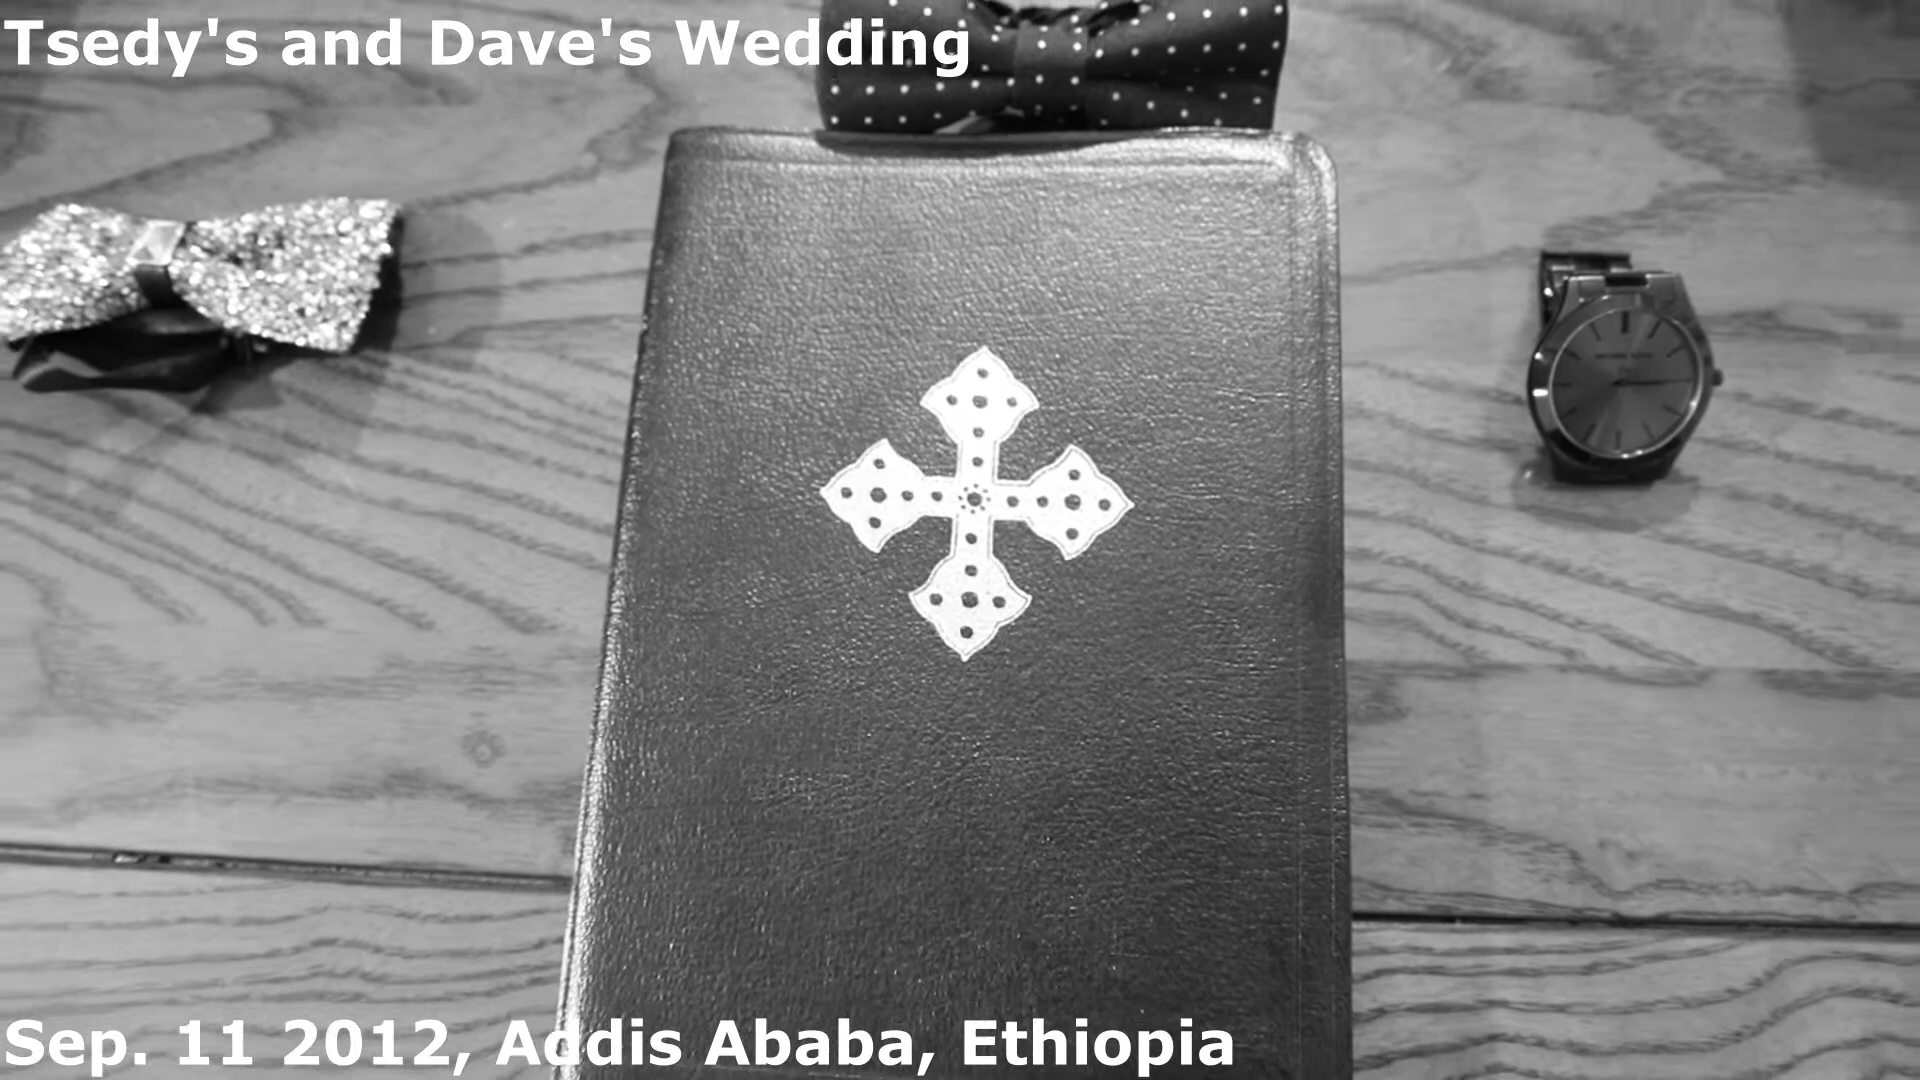 Tsedy's and Dave's Wedding
Sep. 11 2012, Addis Ababa, Ethiopia